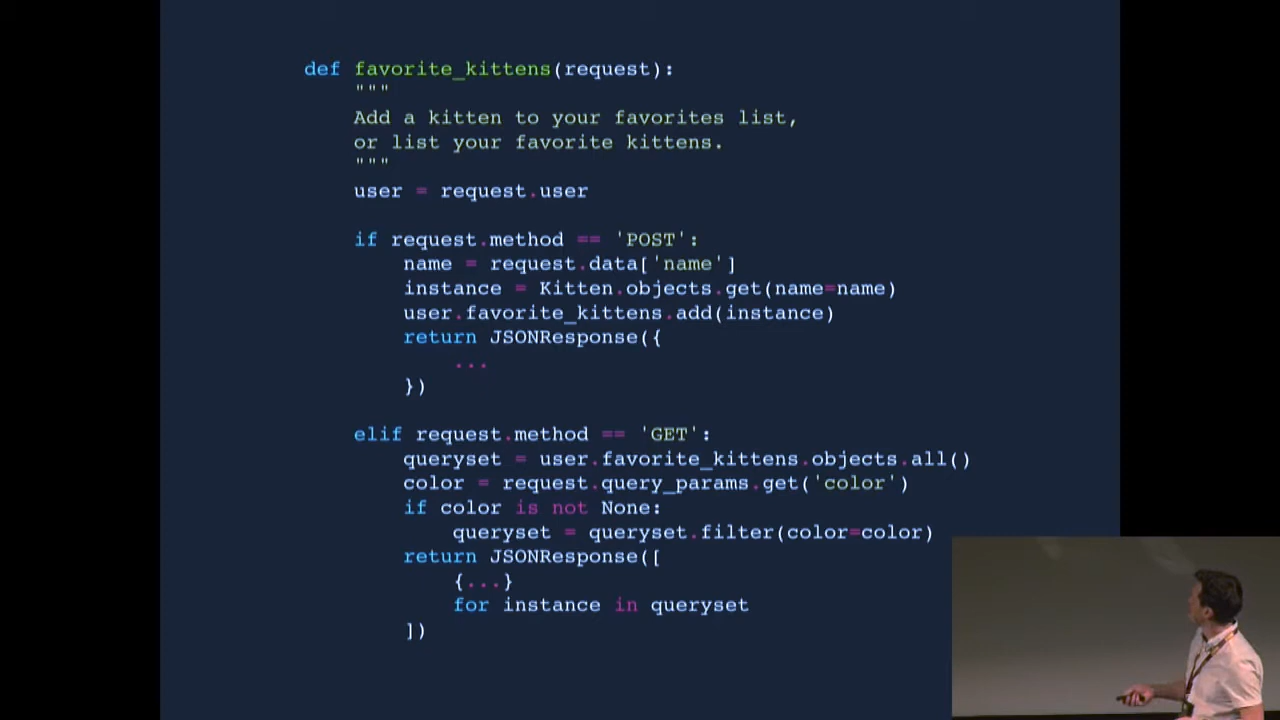 def favorite_kittens(request):
    """
    Add a kitten to your favorites list,
    or list your favorite kittens.
    """
    user = request.user

    if request.method == 'POST':
        name = request.data['name']
        instance = Kitten.objects.get(name=name)
        user.favorite_kittens.add(instance)
        return JSONResponse({
            ...
        })

    elif request.method == 'GET':
        queryset = user.favorite_kittens.objects.all()
        color = request.query_params.get('color')
        if color is not None:
            queryset = queryset.filter(color=color)
        return JSONResponse([
            {...}
            for instance in queryset
        ])